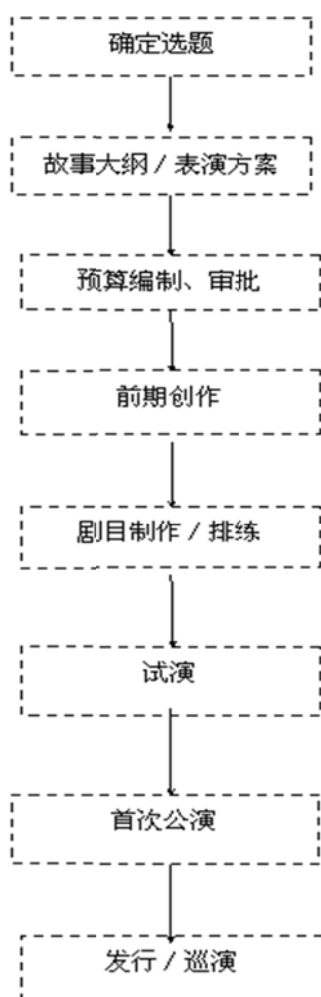 确定选题
故事大纲 / 表演方案
预算编制、审批
前期创作
剧目制作 / 排练
试演
首次公演
发行 / 巡演